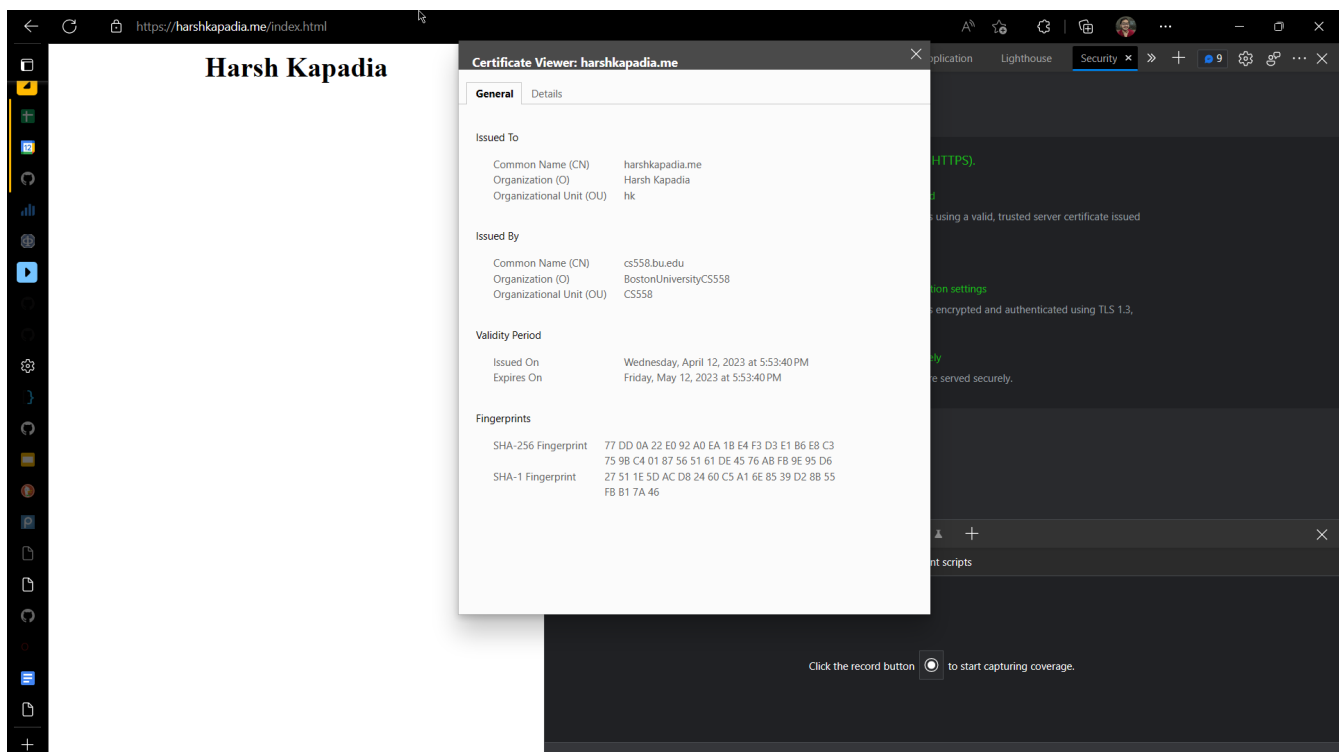 https://harshkapadia.me/index.html
Harsh Kapadia
Certificate Viewer: harshkapadia.me
General Details
Issued To
Common Name (CN) harshkapadia.me
Organization (O) Harsh Kapadia
Organizational Unit (OU) hk
Issued By
Common Name (CN) cs558.bu.edu
Organization (O) BostonUniversityCS558
Organizational Unit (OU) CS558
Validity Period
Issued On Wednesday, April 12, 2023 at 5:53:40 PM
Expires On Friday, May 12, 2023 at 5:53:40 PM
Fingerprints
SHA-256 Fingerprint 77 DD 0A 22 E0 92 A0 EA 1B E4 F3 D3 E1 B6 E8 C3
75 9B C4 01 87 56 51 61 DE 45 76 AB FB 9E 95 D6
SHA-1 Fingerprint 27 51 1E 5D AC D8 24 60 C5 A1 6E 85 39 D2 8B 55
FB B1 7A 46
pplication Lighthouse Security 9
HTTPS).
d
s using a valid, trusted server certificate issued
tion settings
s encrypted and authenticated using TLS 1.3,
ely
re served securely.
nt scripts
Click the record button to start capturing coverage.
12